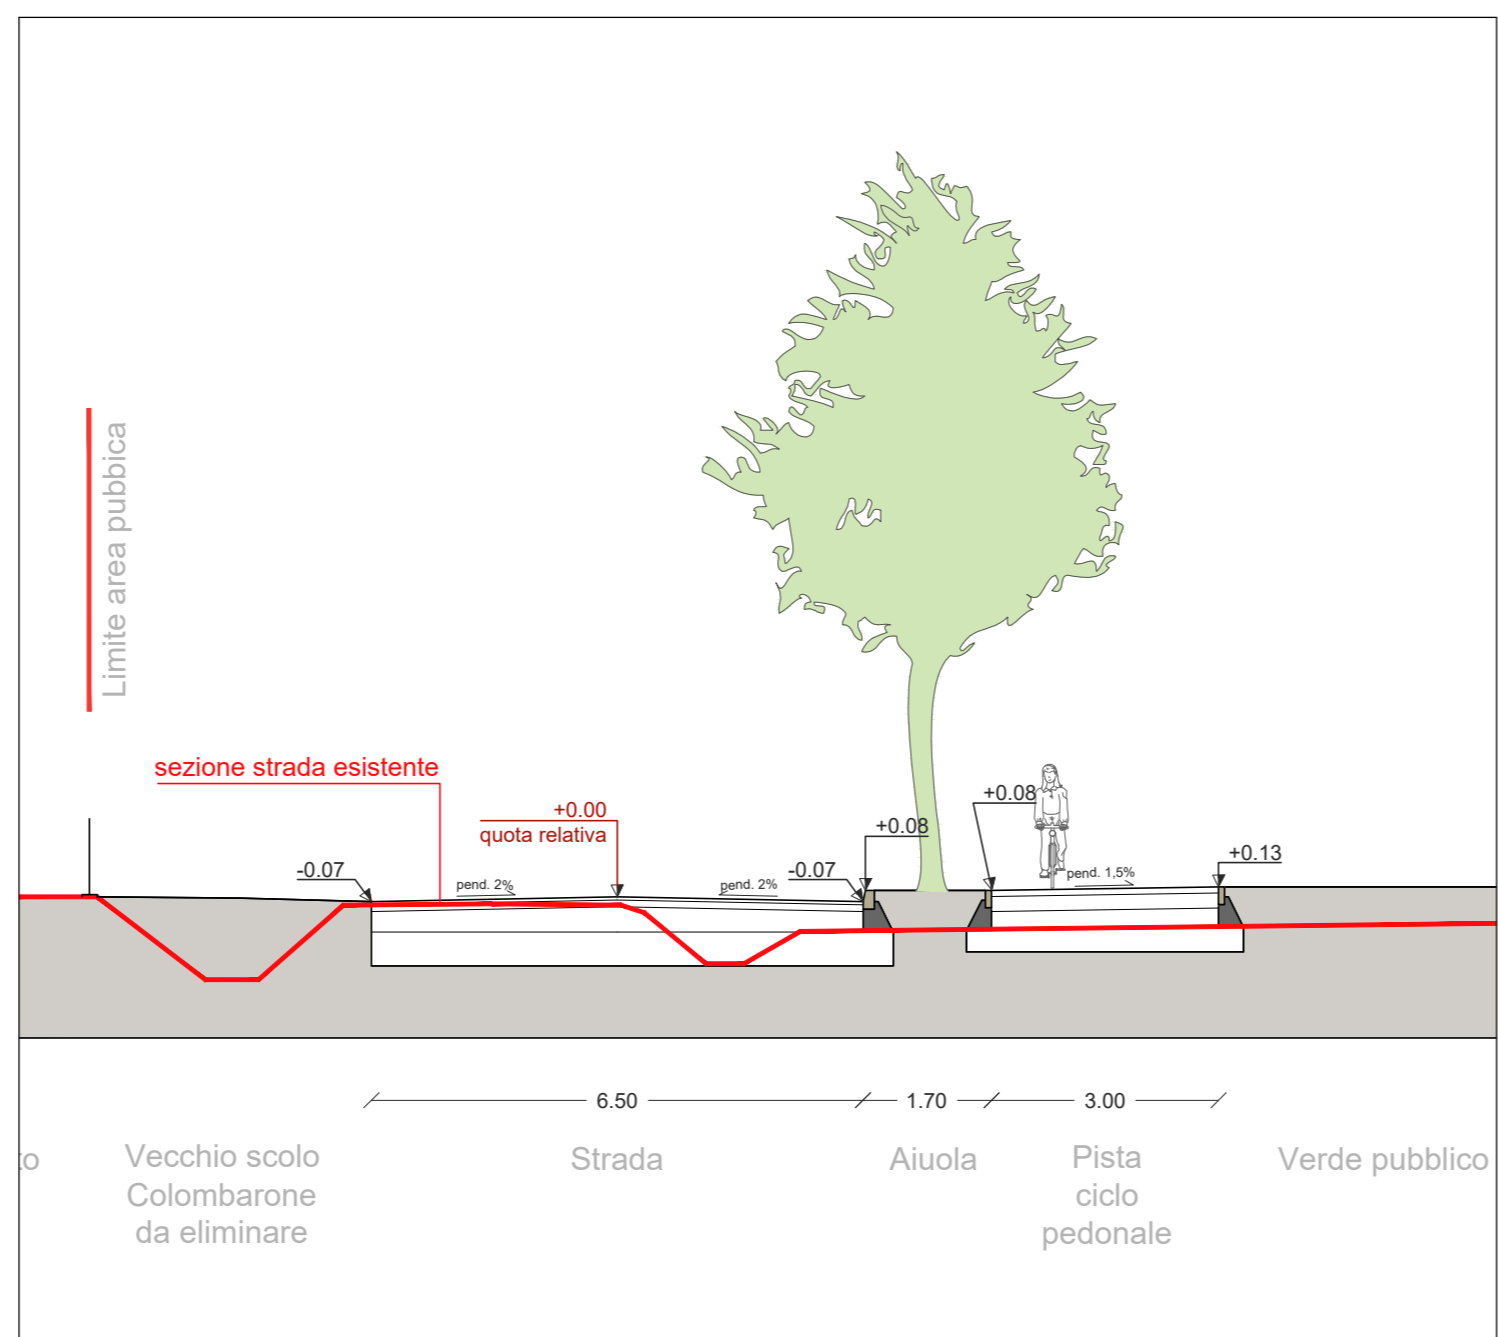 Limite area pubbica
sezione strada esistente
+0.00
quota relativa
-0.07
pend. 2%
pend. 2%
-0.07
+0.08
+0.08
pend. 1,5%
+0.13
6.50
1.70
3.00
Vecchio scolo
Colombarone
da eliminare
Strada
Aiuola
Pista
ciclo
pedonale
Verde pubblico